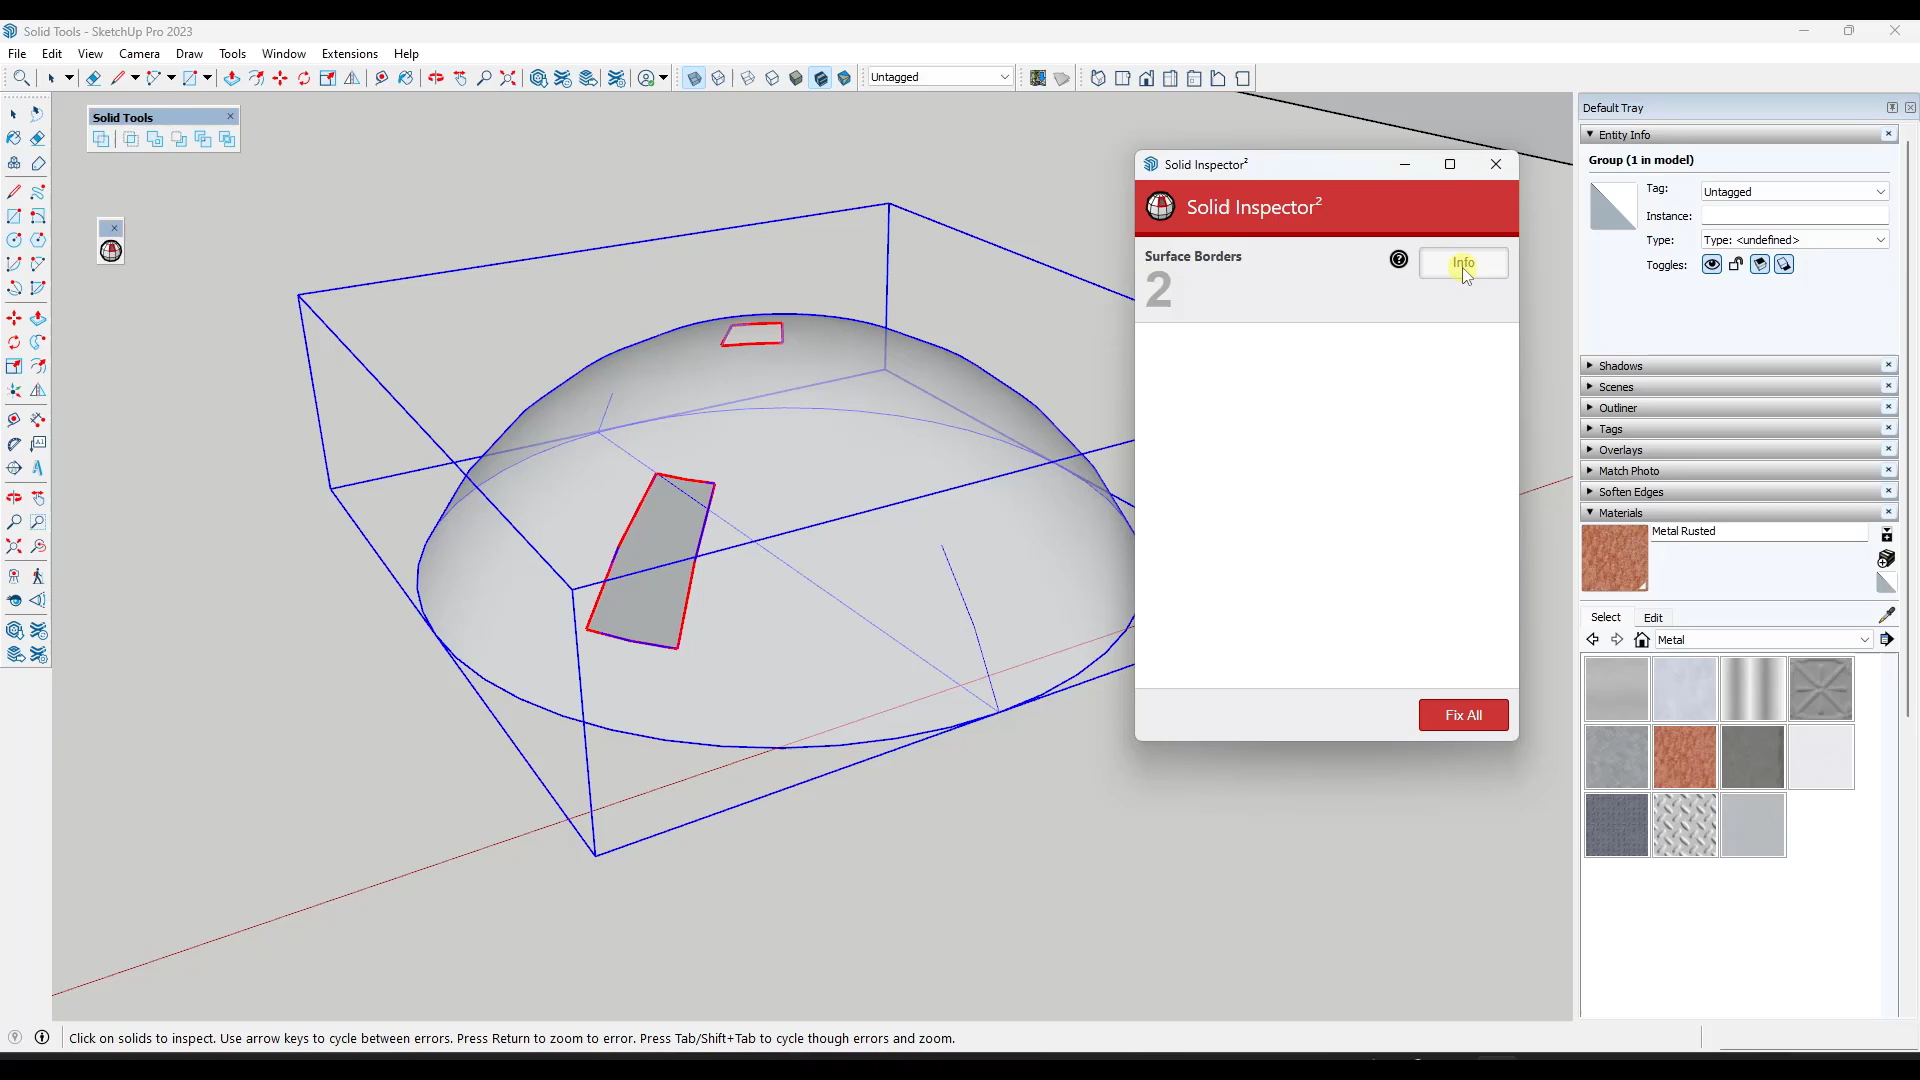 Solid Tools - SketchUp Pro 2023
File Edit View Camera Draw Tools Window Extensions Help
Untagged
Solid Tools
Solid Inspector²
Solid Inspector²
Surface Borders
Info
2
Fix All
Default Tray
Entity Info
Group (1 in model)
Tag: Untagged
Instance:
Type: Type: <undefined>
Toggles:
Shadows
Scenes
Outliner
Tags
Overlays
Match Photo
Soften Edges
Materials
Metal Rusted
Select Edit
Metal
Click on solids to inspect. Use arrow keys to cycle between errors. Press Return to zoom to error. Press Tab/Shift+Tab to cycle though errors and zoom.